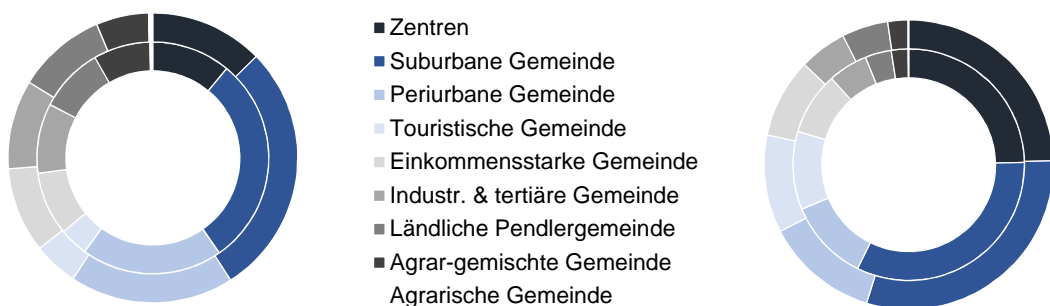 Zentren
Suburbane Gemeinde
Periurbane Gemeinde
Touristische Gemeinde
Einkommensstarke Gemeinde
Industr. & tertiäre Gemeinde
Ländliche Pendlergemeinde
Agrar-gemischte Gemeinde
Agrarische Gemeinde